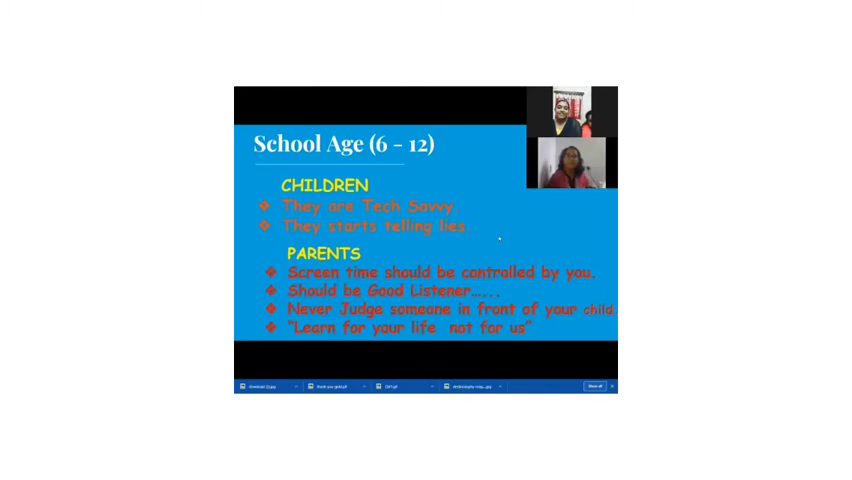 School Age (6 - 12)
CHILDREN
❖ They are Tech Savvy
❖ They starts telling lies
PARENTS
❖ Screen time should be controlled by you.
❖ Should be Good Listener......
❖ Never Judge someone in front of your child
❖ "Learn for your life not for us"
Show all